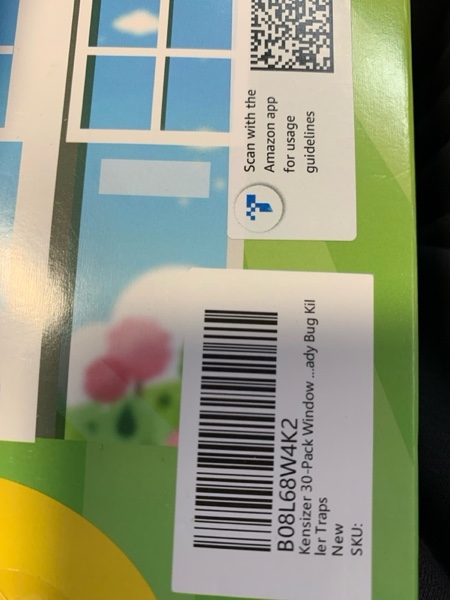 Scan with the
Amazon app
for usage
guidelines
B08L68W4K2
Kensizer 30-Pack Window ...ady Bug Kil
ler Traps
New
SKU: